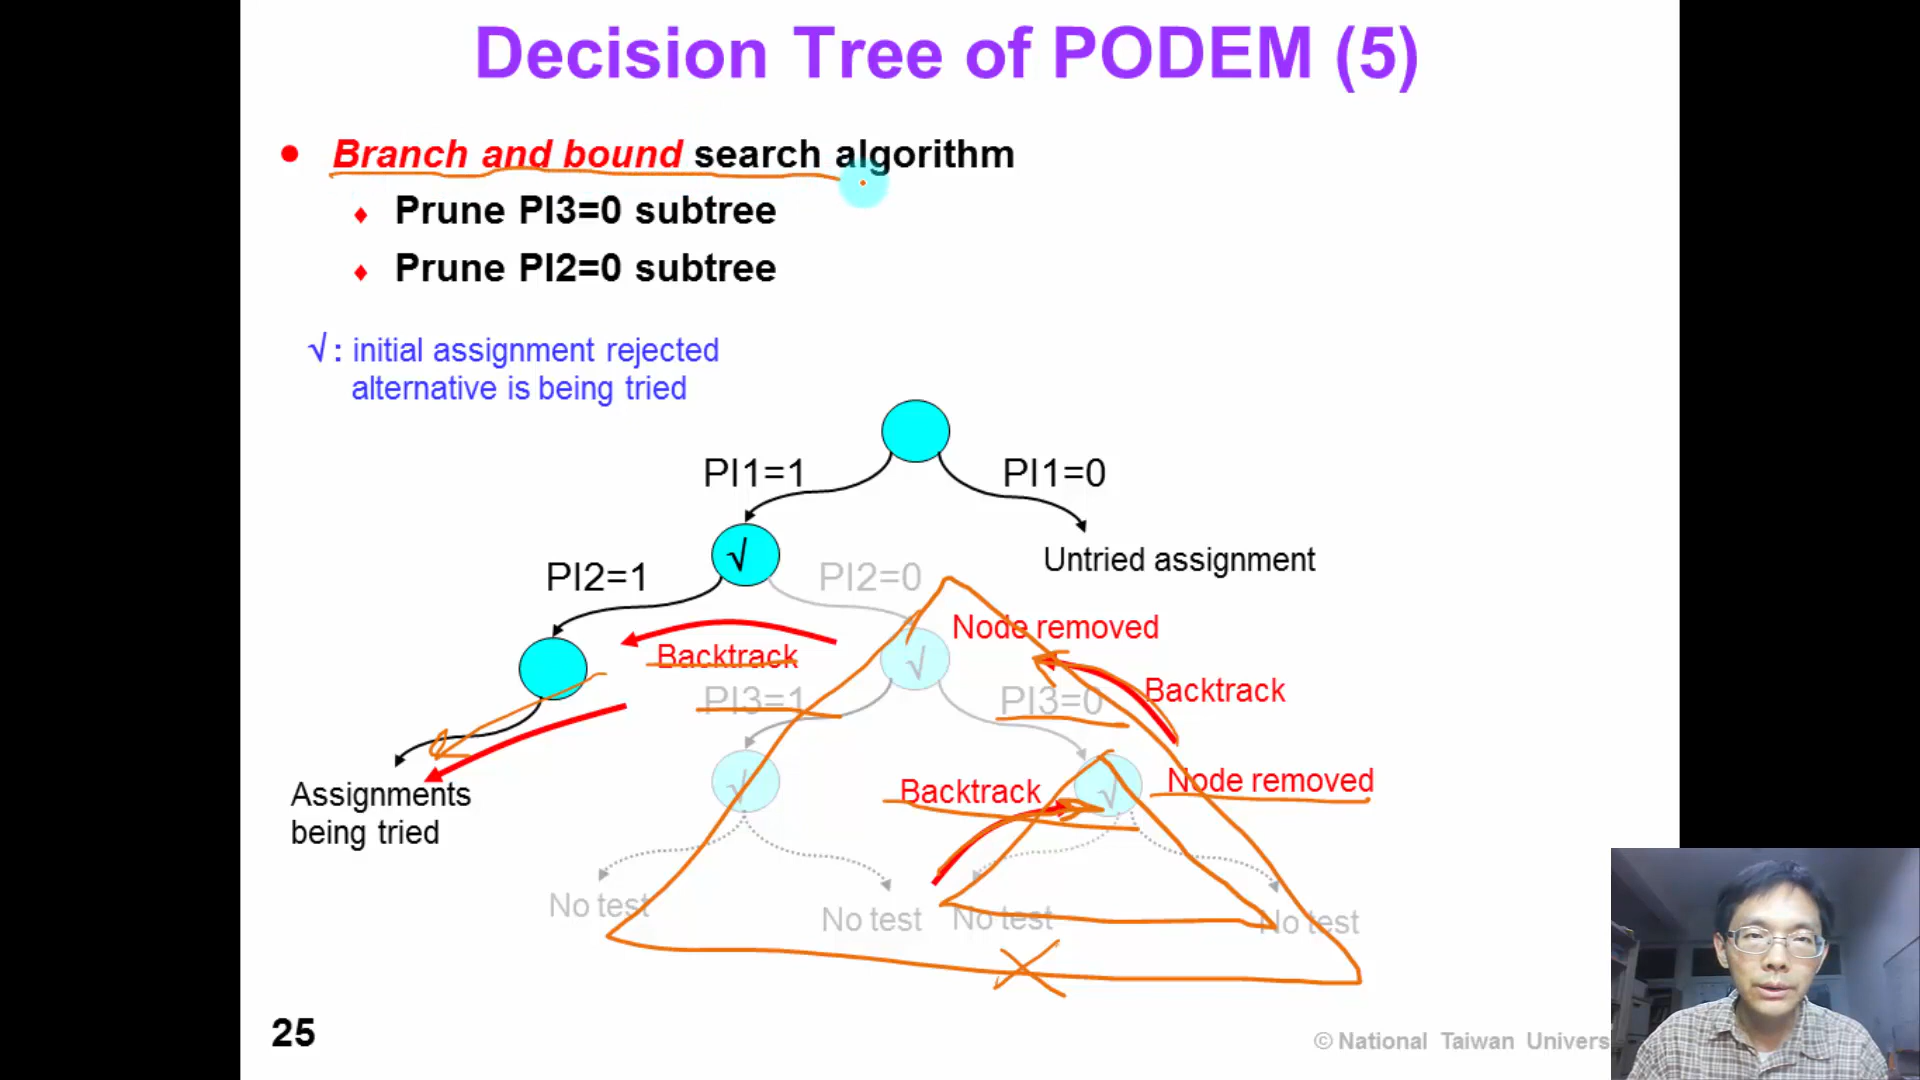 Decision Tree of PODEM (5)
• Branch and bound search algorithm
♦ Prune PI3=0 subtree
♦ Prune PI2=0 subtree
√ : initial assignment rejected
alternative is being tried
PI1=1
PI1=0
√
Untried assignment
PI2=1
PI2=0
Node removed
Backtrack
√
PI3=1
PI3=0
Backtrack
Assignments
being tried
√
Backtrack
√
Node removed
No test
No test
No test
No test
25
© National Taiwan Univers